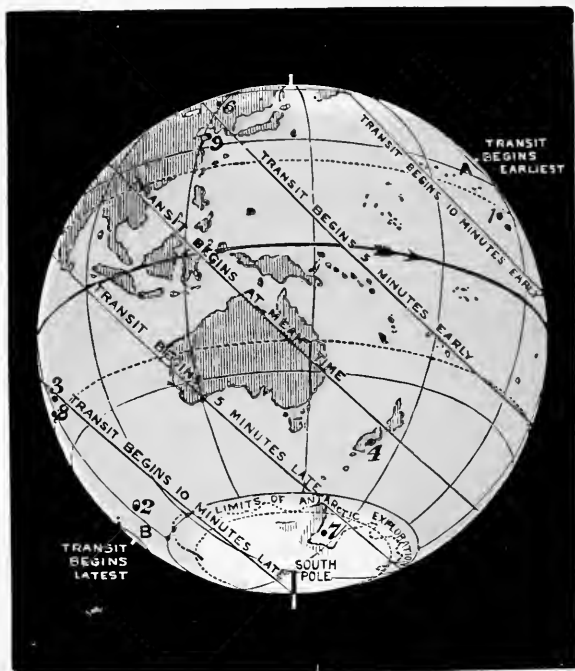 6
9
TRANSIT BEGINS 10 MINUTES EARLY
TRANSIT
BEGINS
EARLIEST
A
1
TRANSIT BEGINS 5 MINUTES EARLY
TRANSIT BEGINS AT MEAN TIME
TRANSIT BEGINS 5 MINUTES LATE
3
8
TRANSIT BEGINS 10 MINUTES LATE
4
2
B
LIMITS OF ANTARCTIC EXPLORATION
7
TRANSIT
BEGINS
LATEST
SOUTH
POLE